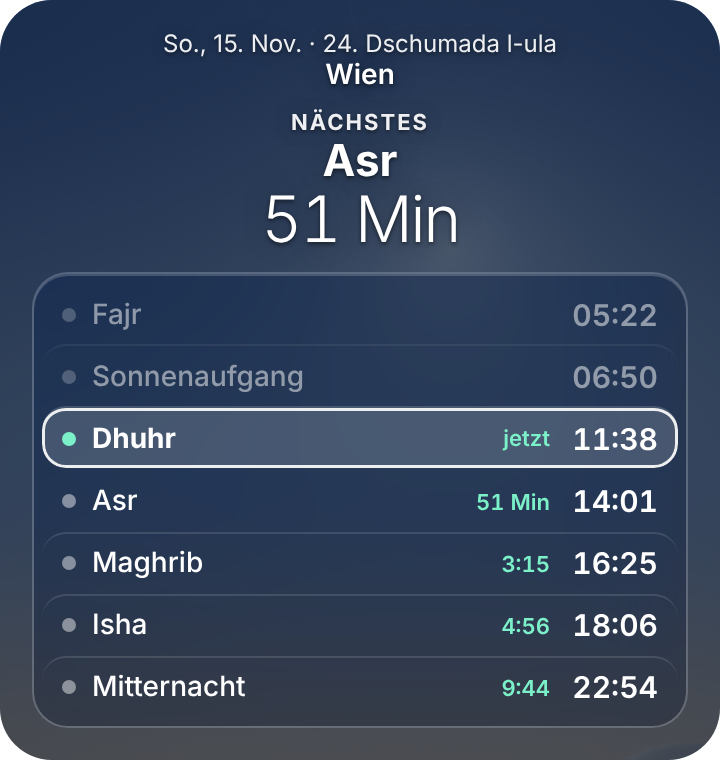 So., 15. Nov. · 24. Dschumada l-ula
Wien
NÄCHSTES
Asr
51 Min
Fajr 05:22
Sonnenaufgang 06:50
Dhuhr jetzt 11:38
Asr 51 Min 14:01
Maghrib 3:15 16:25
Isha 4:56 18:06
Mitternacht 9:44 22:54